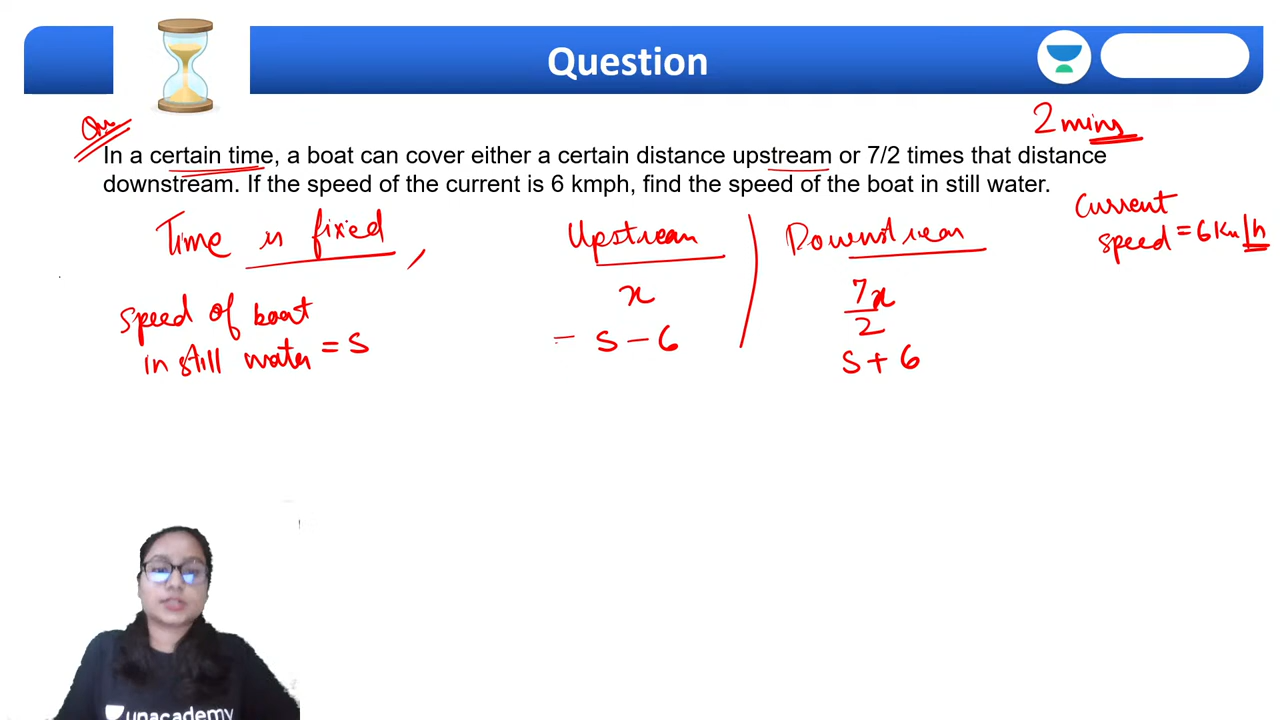 Question
Qn
2 mins
In a certain time, a boat can cover either a certain distance upstream or 7/2 times that distance
downstream. If the speed of the current is 6 kmph, find the speed of the boat in still water.
Time is fixed,
Upstream
Downstream
Current
speed = 6 Km/h
x
7x/2
Speed of boat
in still water = s
= s - 6
s + 6
unacademy